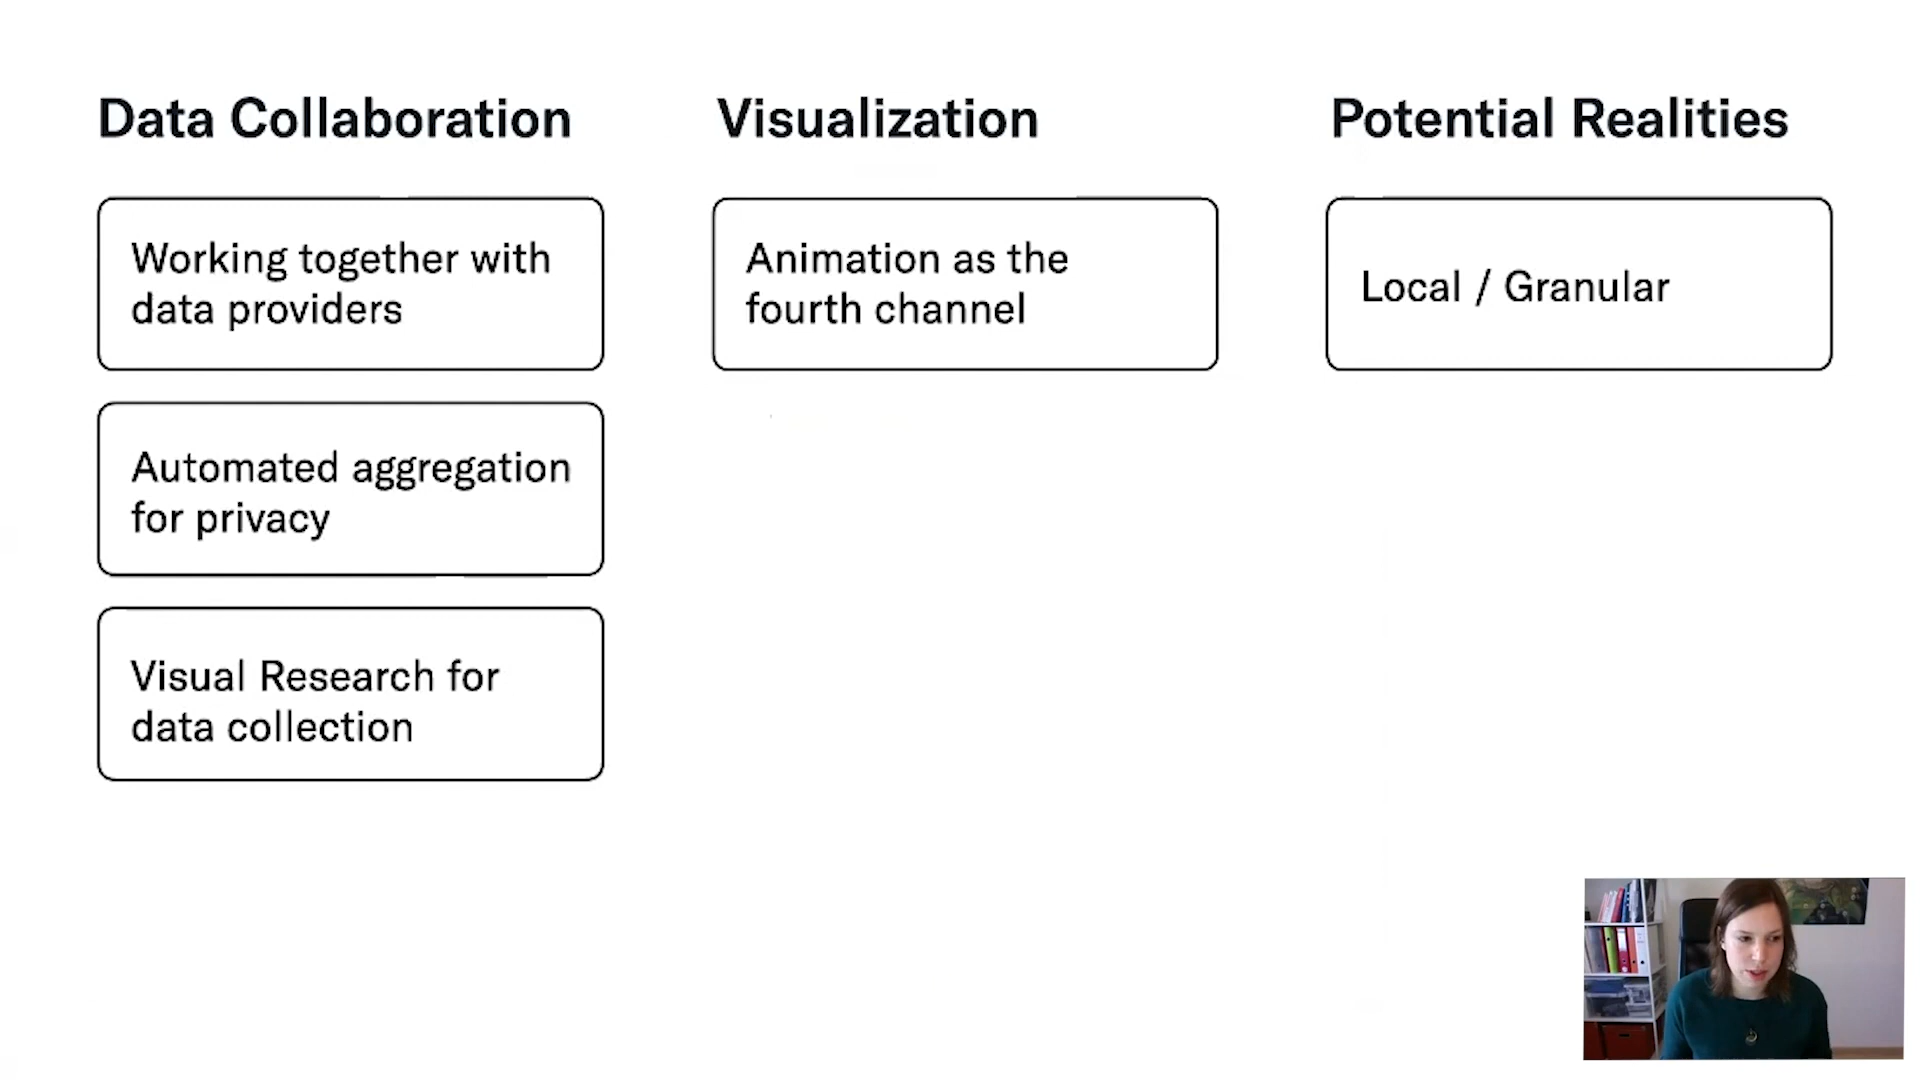 Data Collaboration
Working together with
data providers
Automated aggregation
for privacy
Visual Research for
data collection
Visualization
Animation as the
fourth channel
Potential Realities
Local / Granular